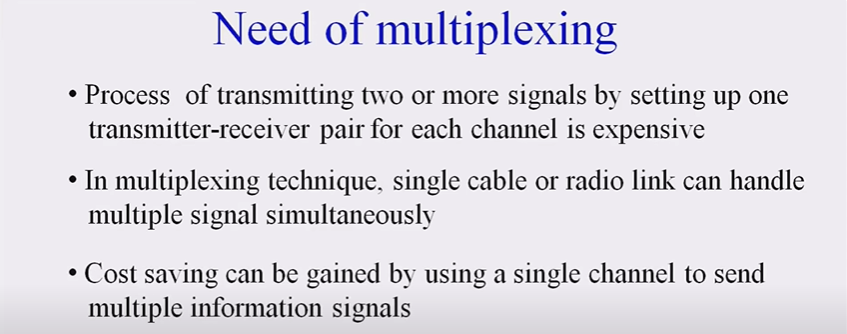 Need of multiplexing
• Process of transmitting two or more signals by setting up one
transmitter-receiver pair for each channel is expensive
• In multiplexing technique, single cable or radio link can handle
multiple signal simultaneously
• Cost saving can be gained by using a single channel to send
multiple information signals